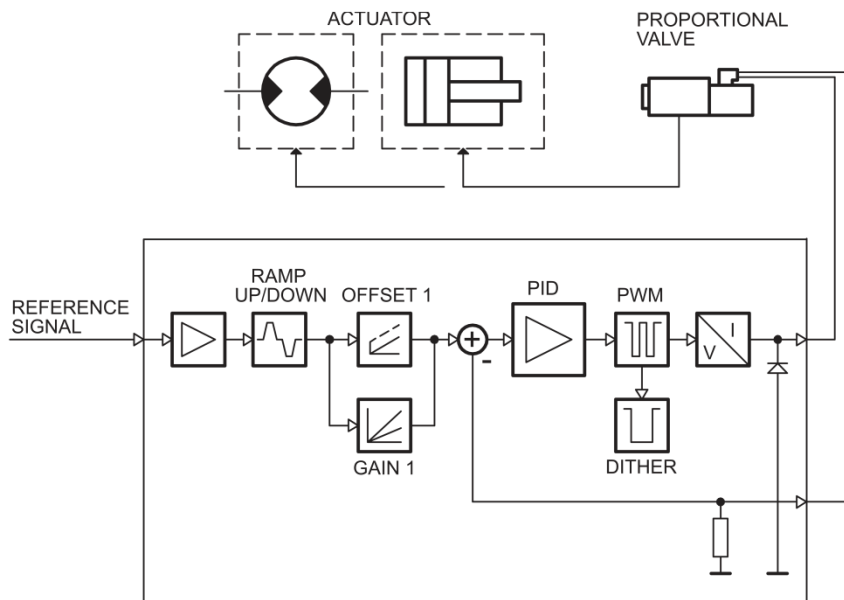 ACTUATOR
PROPORTIONAL
VALVE
REFERENCE
SIGNAL
RAMP
UP/DOWN
OFFSET 1
GAIN 1
+
-
PID
PWM
DITHER
I
V